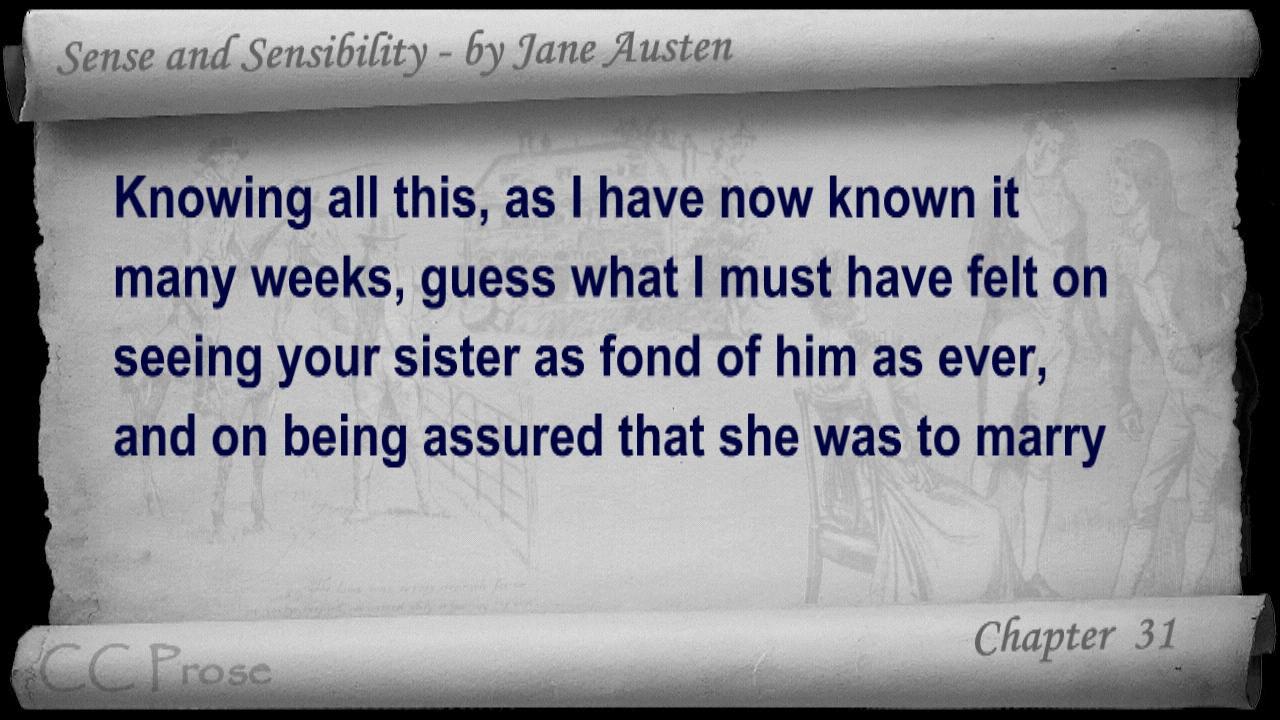 Sense and Sensibility - by Jane Austen
Knowing all this, as I have now known it
many weeks, guess what I must have felt on
seeing your sister as fond of him as ever,
and on being assured that she was to marry
Chapter 31
CC Prose